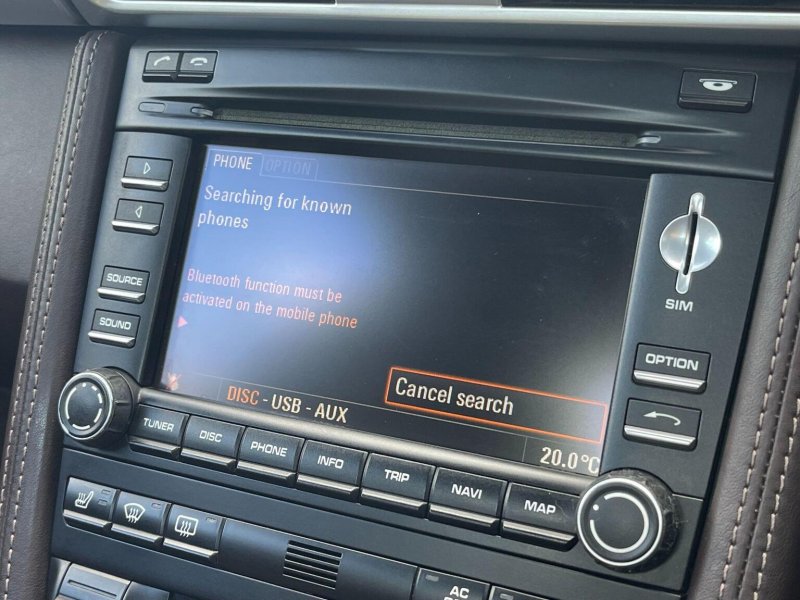 PHONE OPTION
Searching for known
phones
Bluetooth function must be
activated on the mobile phone
Cancel search
DISC - USB - AUX
20.0°C
SOURCE
SOUND
SIM
OPTION
TUNER
DISC
PHONE
INFO
TRIP
NAVI
MAP
AC